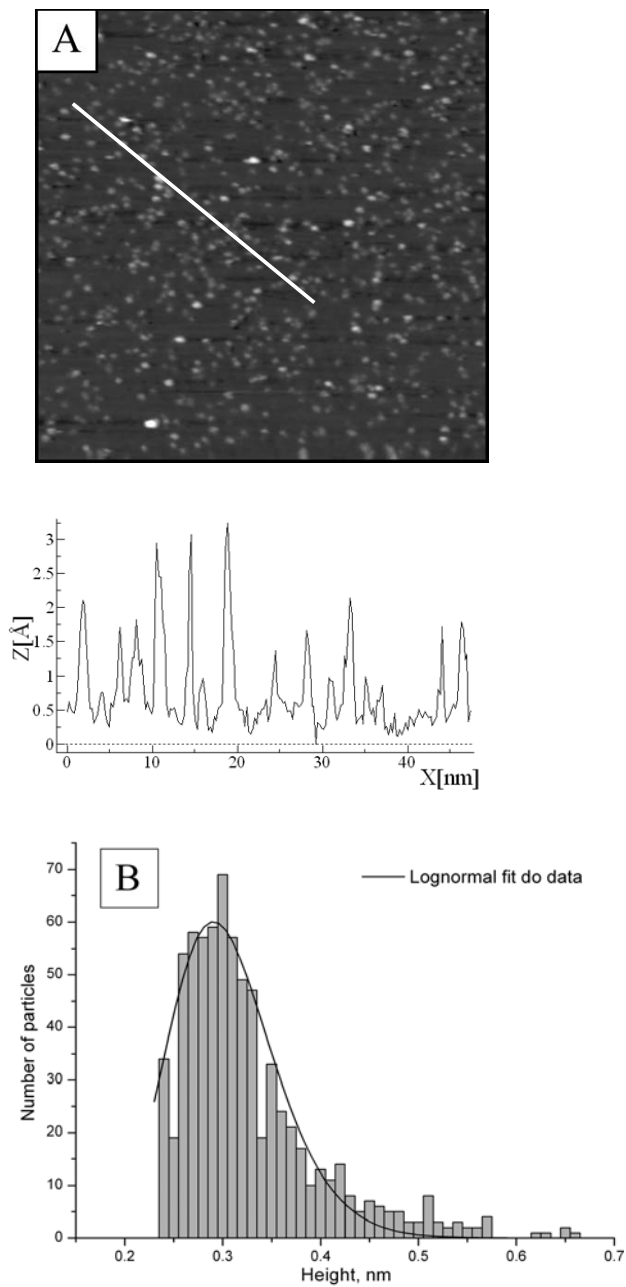 A
Z[Å]
3
2.5
2
1.5
1
0.5
0
0 10 20 30 40
X[nm]
B
Lognormal fit do data
Number of particles
70
60
50
40
30
20
10
0
0.2 0.3 0.4 0.5 0.6 0.7
Height, nm